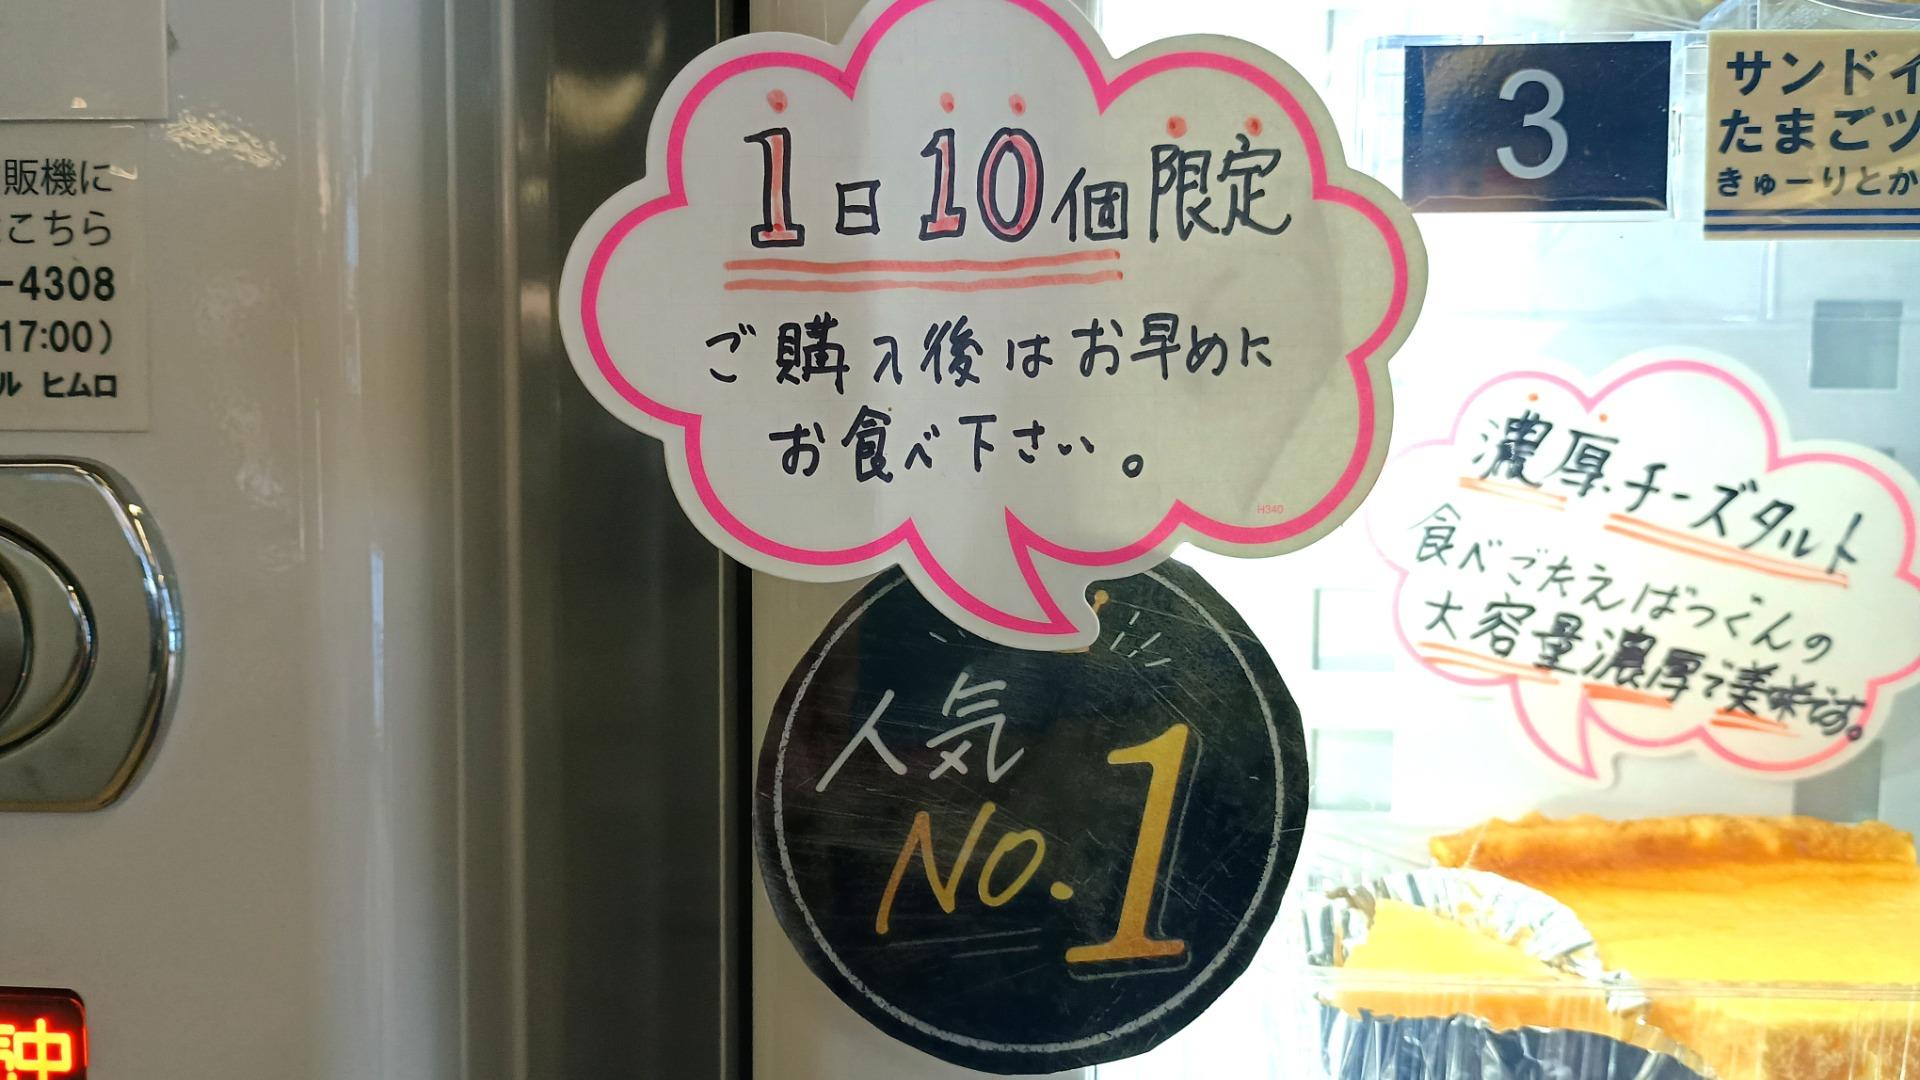 販機に
こちら
-4308
17:00)
ル ヒムロ
中
1日10個限定
ご購入後はお早めに
お食べ下さい。
H340
人気
No.1
3
サンドイ
たまごツ
きゅーりとか
濃厚チーズタルト
食べごたえばつぐんの
大容量濃厚で美味です。